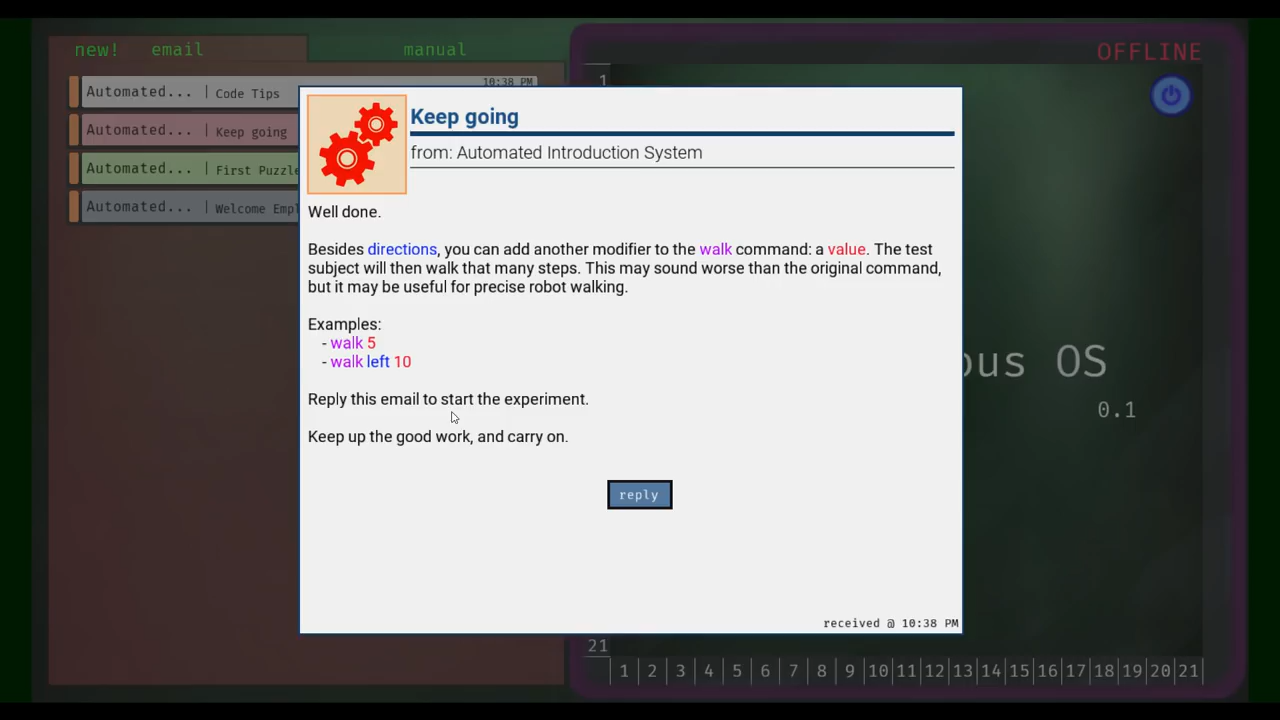 new! email manual
OFFLINE
10:38 PM
Automated... | Code Tips
Automated... | Keep going
Automated... | First Puzzle
Automated... | Welcome Empl
1
Keep going
from: Automated Introduction System
Well done.
Besides directions, you can add another modifier to the walk command: a value. The test
subject will then walk that many steps. This may sound worse than the original command,
but it may be useful for precise robot walking.
Examples:
- walk 5
- walk left 10
Reply this email to start the experiment.
Keep up the good work, and carry on.
reply
received @ 10:38 PM
OS
0.1
21
1 | 2 | 3 | 4 | 5 | 6 | 7 | 8 | 9 | 10 | 11 | 12 | 13 | 14 | 15 | 16 | 17 | 18 | 19 | 20 | 21